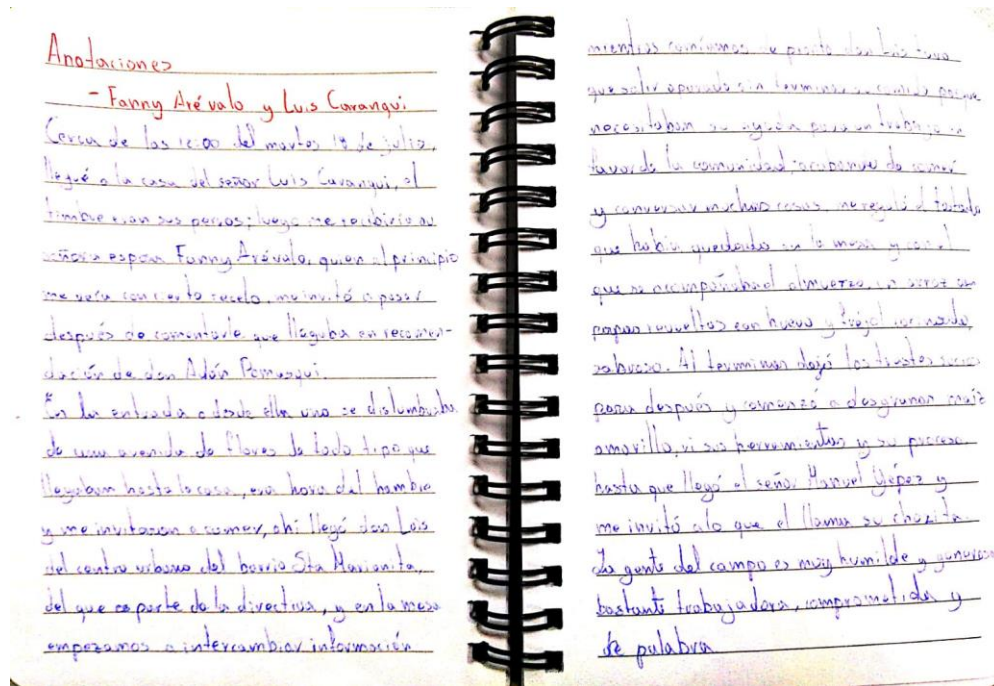 Anotaciones
- Fanny Arévalo y Luis Caranqui.
Cerca de las 12:00 del martes 19 de julio,
llegué a la casa del señor Luis Caranqui, el
timbre eran sus perros; luego me recibió su
señora esposa Fanny Arévalo, quien al principio
me veía con cierto recelo, me invitó a pasar
después de comentarle que llegaba en recomen-
dación de don Adán Pomasqui.
En la entrada o desde ella uno se dislumbraba
de una avenida de flores de todo tipo que
llegaban hasta la casa, era hora del hambre
y me invitaron a comer, ahi llegó don Luis
del centro urbano del barrio Sta Marianita,
del que es parte de la directiva, y en la mesa
empezamos a intercambiar información
mientras comíamos de pronto don Luis tuvo
que salir apurado sin terminar su comida porque
necesitaban su ayuda para un trabajo en
favor de la comunidad, acabando de comer
y conversar muchas cosas, me regaló el tostado
que había quedado en la mesa y con el
que se acompañaba el almuerzo, un arroz con
papas revueltas con huevo y fréjol cocinado,
sabroso. Al terminar dejó los trastes sucios
para después y comenzó a desgranar maíz
amarillo, vi sus herramientas y su proceso
hasta que llegó el señor Manuel Yépez y
me invitó a lo que el llama su chozita.
La gente del campo es muy humilde y generosa
bastante trabajadora, comprometida y
de palabra